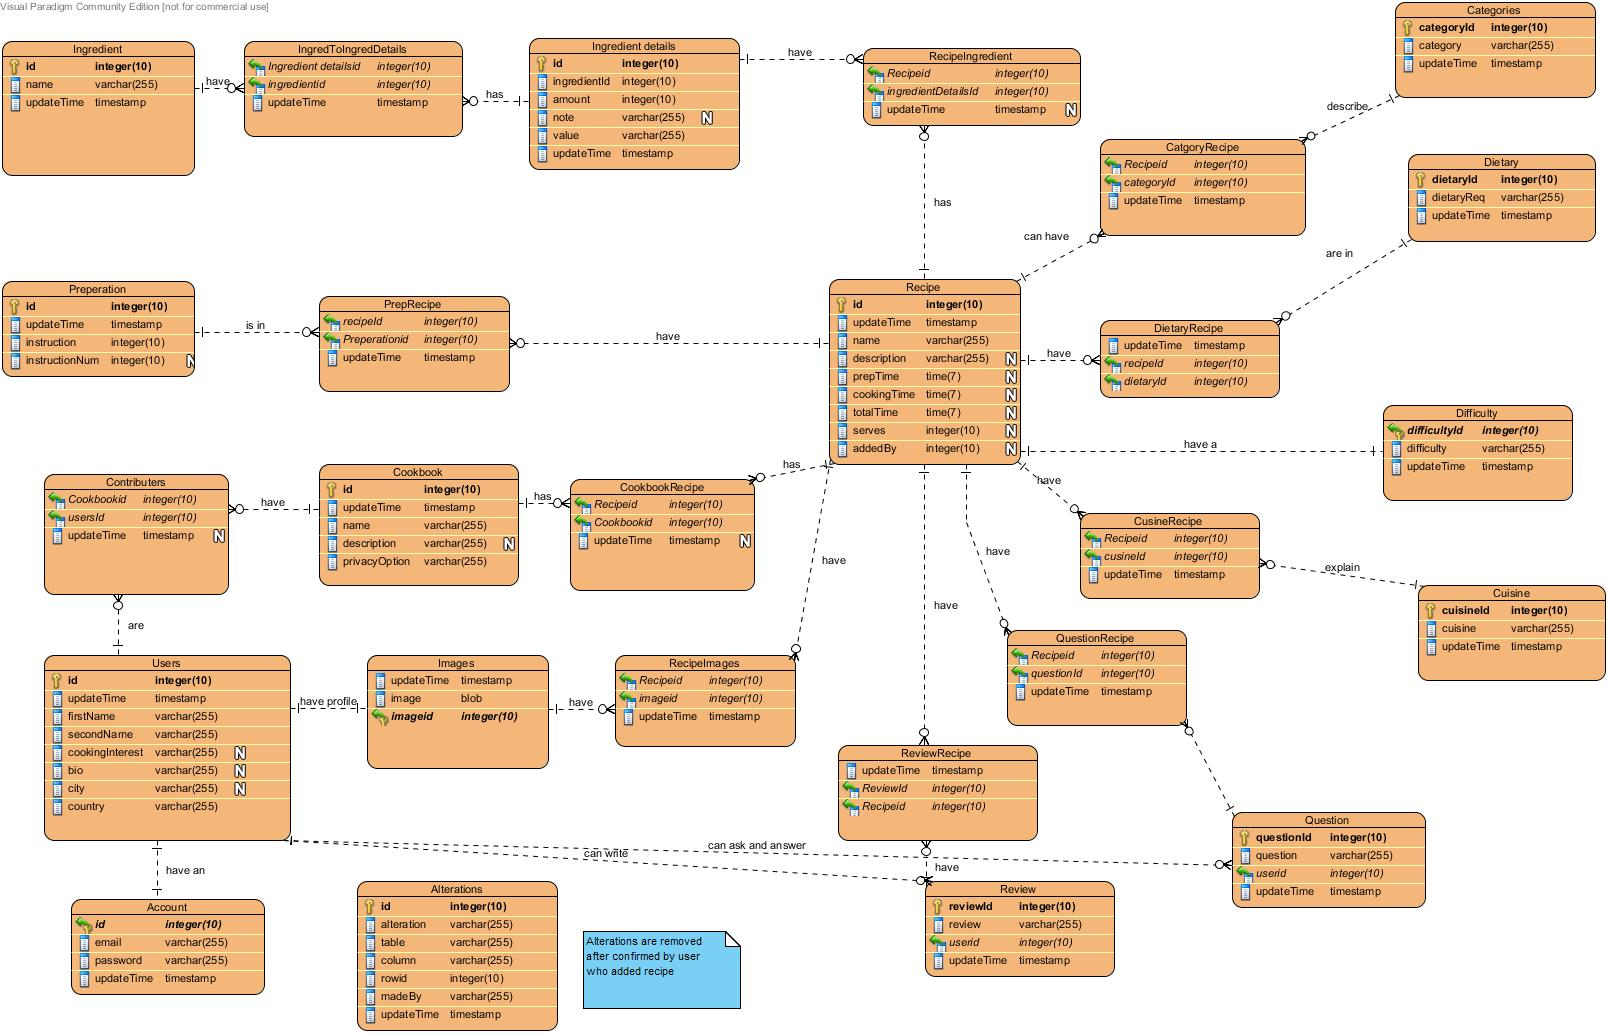 Visual Paradigm Community Edition [not for commercial use]
Ingredient
id integer(10)
name varchar(255)
updateTime timestamp
have
IngredToIngredDetails
Ingredient detailsid integer(10)
ingredientid integer(10)
updateTime timestamp
has
Ingredient details
id integer(10)
ingredientId integer(10)
amount integer(10)
note varchar(255) N
value varchar(255)
updateTime timestamp
have
RecipeIngredient
Recipeid integer(10)
ingredientDetailsId integer(10)
updateTime timestamp N
has
Categories
categoryId integer(10)
category varchar(255)
updateTime timestamp
describe
CatgoryRecipe
Recipeid integer(10)
categoryId integer(10)
updateTime timestamp
can have
Dietary
dietaryId integer(10)
dietaryReq varchar(255)
updateTime timestamp
are in
Preperation
id integer(10)
updateTime timestamp
instruction integer(10)
instructionNum integer(10) N
is in
PrepRecipe
recipeId integer(10)
Preperationid integer(10)
updateTime timestamp
have
Recipe
id integer(10)
updateTime timestamp
name varchar(255)
description varchar(255) N
prepTime time(7) N
cookingTime time(7) N
totalTime time(7) N
serves integer(10) N
addedBy integer(10) N
have
DietaryRecipe
updateTime timestamp
recipeId integer(10)
dietaryId integer(10)
have a
Difficulty
difficultyId integer(10)
difficulty varchar(255)
updateTime timestamp
Contributers
Cookbookid integer(10)
usersId integer(10)
updateTime timestamp N
have
Cookbook
id integer(10)
updateTime timestamp
name varchar(255)
description varchar(255) N
privacyOption varchar(255)
has
CookbookRecipe
Recipeid integer(10)
Cookbookid integer(10)
updateTime timestamp N
has
have
have
CusineRecipe
Recipeid integer(10)
cusineId integer(10)
updateTime timestamp
explain
Cuisine
cuisineId integer(10)
cuisine varchar(255)
updateTime timestamp
have
have
are
Users
id integer(10)
updateTime timestamp
firstName varchar(255)
secondName varchar(255)
cookingInterest varchar(255) N
bio varchar(255) N
city varchar(255) N
country varchar(255)
have profile
Images
updateTime timestamp
image blob
imageid integer(10)
have
RecipeImages
Recipeid integer(10)
imageid integer(10)
updateTime timestamp
QuestionRecipe
Recipeid integer(10)
questionId integer(10)
updateTime timestamp
ReviewRecipe
updateTime timestamp
ReviewId integer(10)
Recipeid integer(10)
have
Question
questionId integer(10)
question varchar(255)
userid integer(10)
updateTime timestamp
can ask and answer
can write
have an
Account
id integer(10)
email varchar(255)
password varchar(255)
updateTime timestamp
Alterations
id integer(10)
alteration varchar(255)
table varchar(255)
column varchar(255)
rowid integer(10)
madeBy varchar(255)
updateTime timestamp
Alterations are removed
after confirmed by user
who added recipe
Review
reviewId integer(10)
review varchar(255)
userid integer(10)
updateTime timestamp